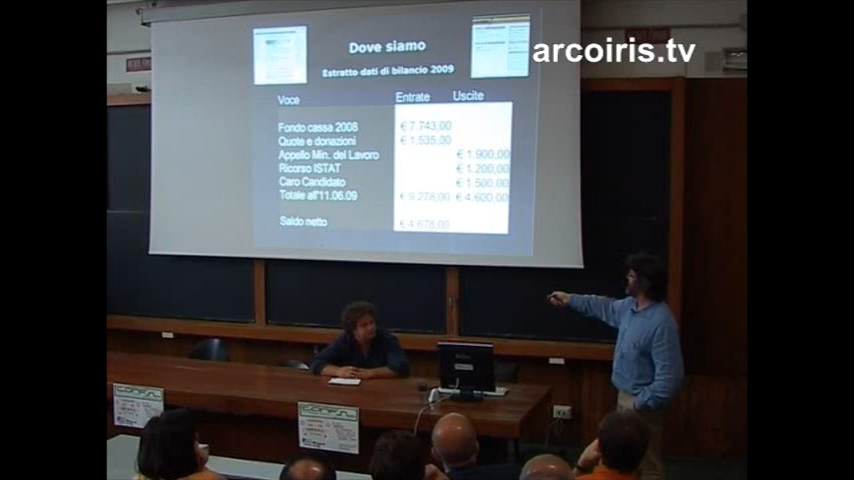 arcoiris.tv
Dove siamo
Estratto dati di bilancio 2009
Voce Entrate Uscite
Fondo cassa 2008 € 7.743,00
Quote e donazioni € 1.535,00
Appello Min. del Lavoro € 1.900,00
Ricorso ISTAT € 1.200,00
Caro Candidato € 1.500,00
Totale all'11.06.09 € 9.278,00 € 4.600,00
Saldo netto € 4.678,00